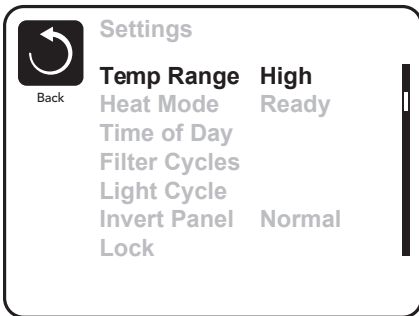 Settings
Back
Temp Range High
Heat Mode Ready
Time of Day
Filter Cycles
Light Cycle
Invert Panel Normal
Lock